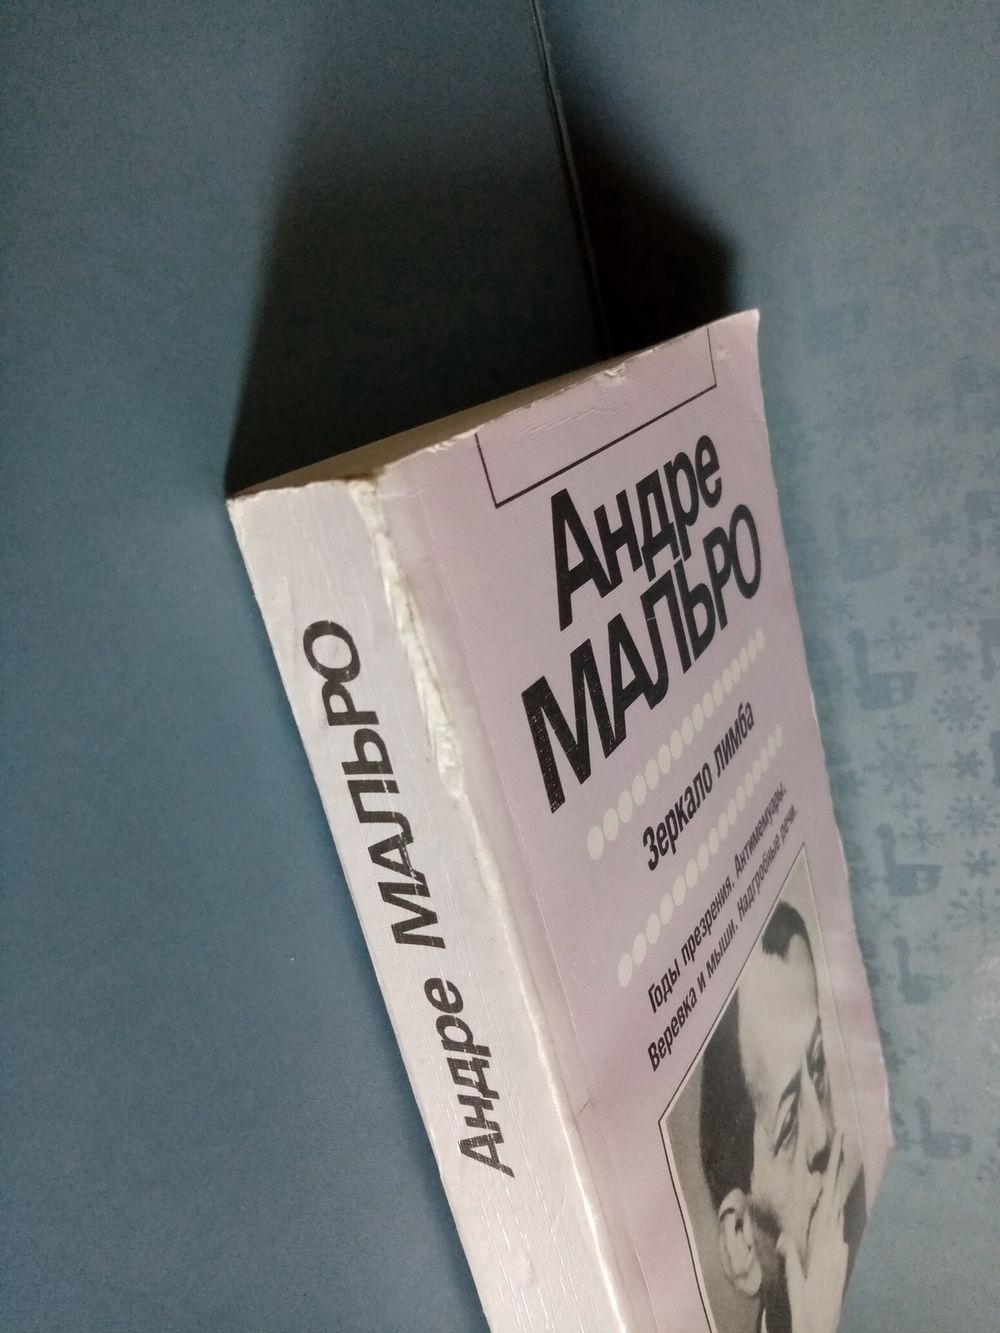 Андре МАЛЬРО
Андре
МАЛЬРО
Зеркало лимба
Годы презрения. Антимемуары.
Веревка и мыши. Надгробные речи.